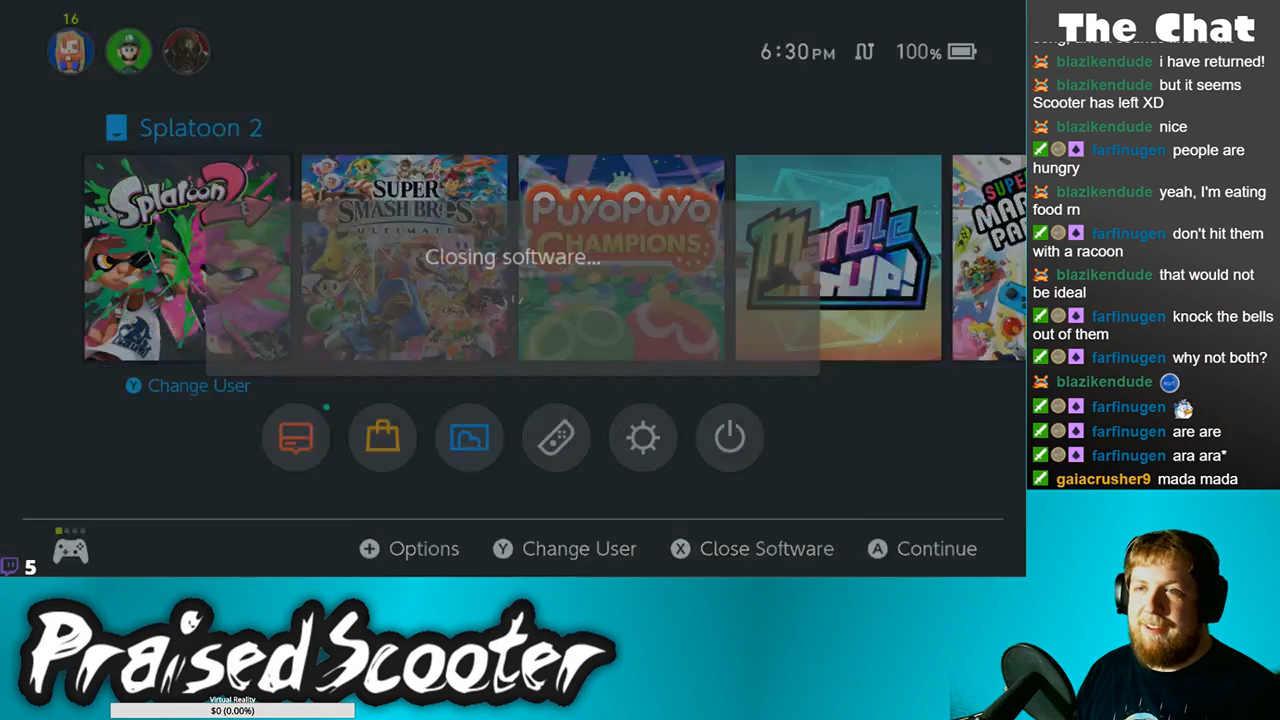 16
6:30 PM
100%
Splatoon 2
Splatoon 2
SUPER
SMASH BROS.
ULTIMATE
PuyoPuyo
CHAMPIONS
Marble
UP!
SUPER
Closing software...
Y Change User
+ Options
Y Change User
X Close Software
A Continue
5
PraisedScooter
Virtual Reality
$0 (0.00%)
The Chat
blazikendude i have returned!
blazikendude but it seems
Scooter has left XD
blazikendude nice
farfinugen people are
hungry
blazikendude yeah, I'm eating
food rn
farfinugen don't hit them
with a racoon
blazikendude that would not
be ideal
farfinugen knock the bells
out of them
farfinugen why not both?
blazikendude
farfinugen
farfinugen are are
farfinugen ara ara*
gaiacrusher9 mada mada